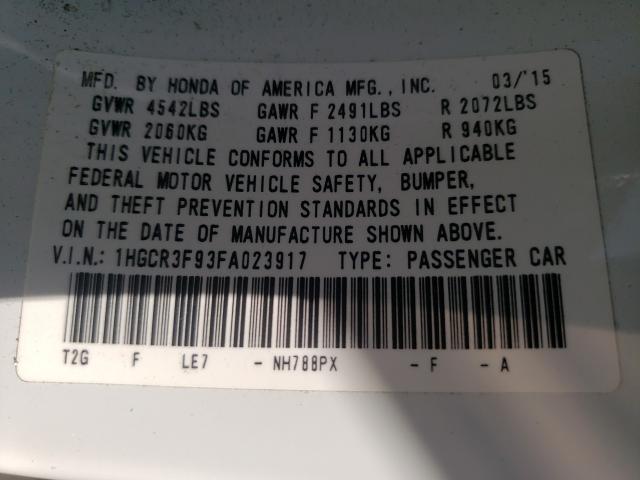 MFD. BY HONDA OF AMERICA MFG., INC. 03/'15
GVWR 4542LBS GAWR F 2491LBS R 2072LBS
GVWR 2060KG GAWR F 1130KG R 940KG
THIS VEHICLE CONFORMS TO ALL APPLICABLE
FEDERAL MOTOR VEHICLE SAFETY, BUMPER,
AND THEFT PREVENTION STANDARDS IN EFFECT
ON THE DATE OF MANUFACTURE SHOWN ABOVE.
V.I.N.: 1HGCR3F93FA023917 TYPE: PASSENGER CAR
T2G F LE7 - NH788PX - F - A